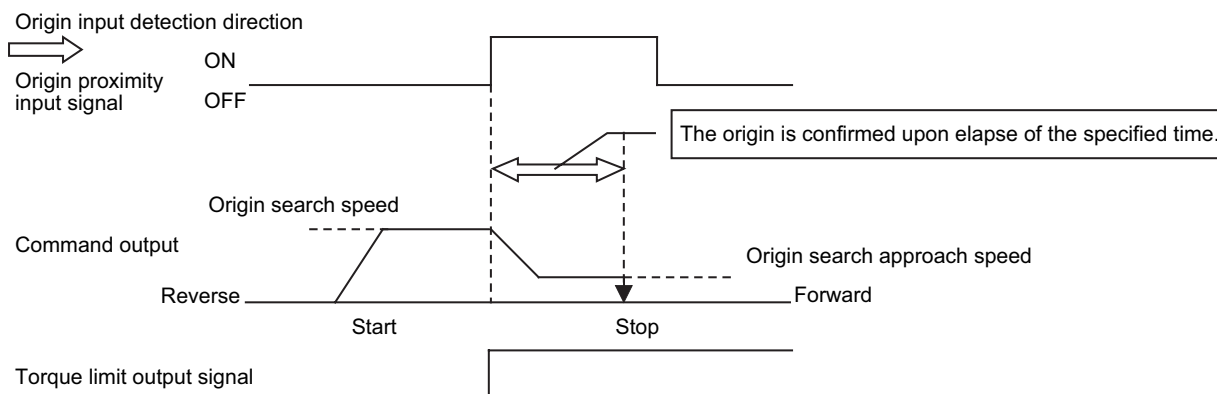 Origin input detection direction
ON
Origin proximity
input signal
OFF
The origin is confirmed upon elapse of the specified time.
Origin search speed
Command output
Origin search approach speed
Reverse
Forward
Start
Stop
Torque limit output signal